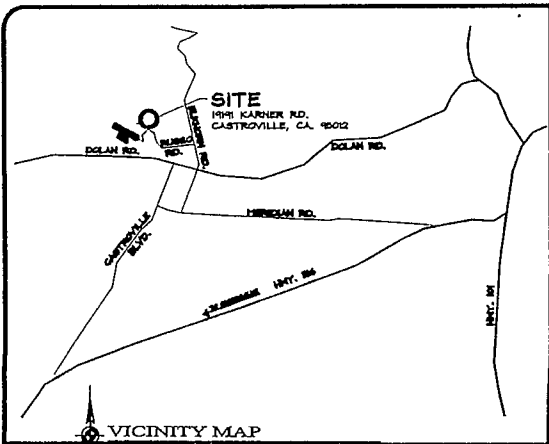 SITE
19191 KARNER RD.
CASTROVILLE, CA. 95012
ELKHORN RD.
RD.
DOLAN RD.
DOLAN RD.
CASTROVILLE
BLVD.
MERIDIAN RD.
HWY. 156
HWY. 101
VICINITY MAP